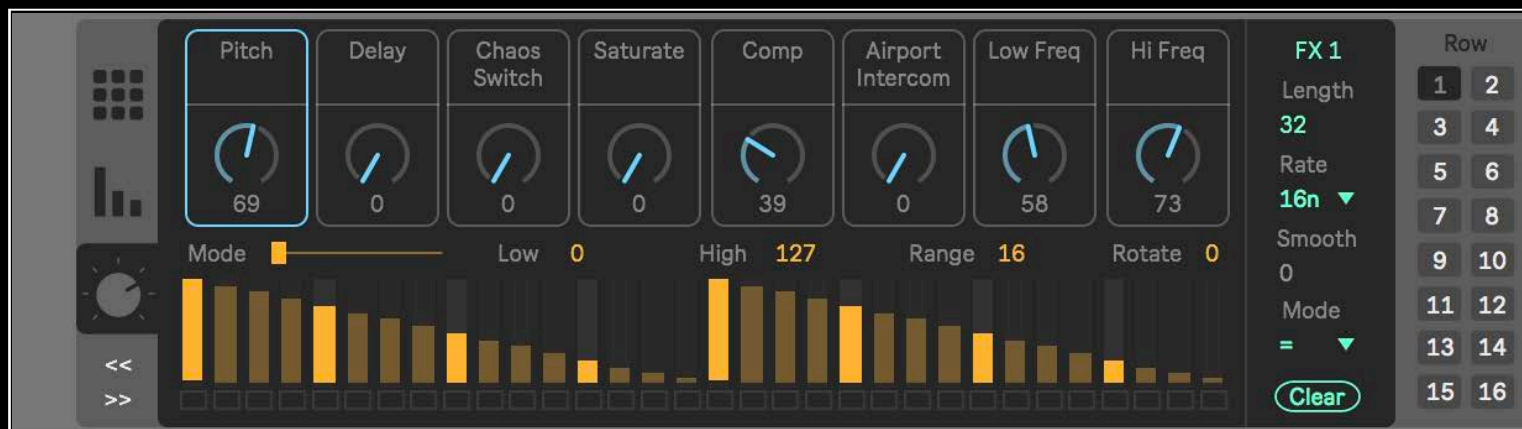 Pitch
Delay
Chaos
Switch
Saturate
Comp
Airport
Intercom
Low Freq
Hi Freq
69
0
0
0
39
0
58
73
Mode Low 0 High 127 Range 16 Rotate 0
<<
>>
FX 1
Length
32
Rate
16n
Smooth
0
Mode
=
Clear
Row
1 2
3 4
5 6
7 8
9 10
11 12
13 14
15 16